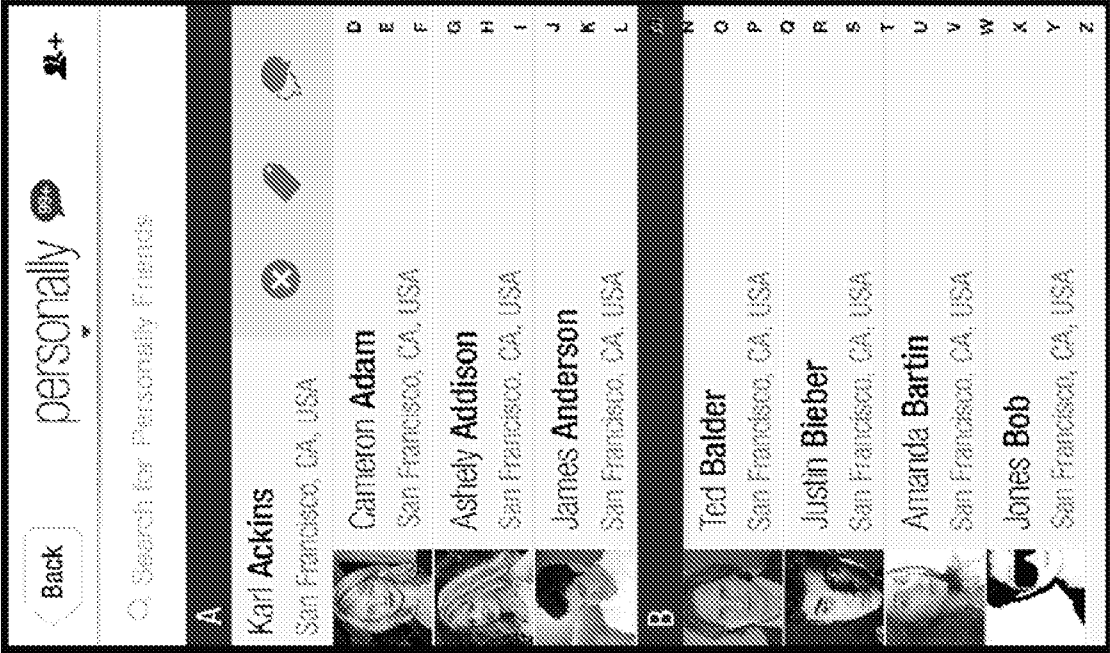 Back
personally
Search for Personally Friends
A
Karl Ackins
San Francisco, CA, USA
Cameron Adam
San Francisco, CA, USA
Ashely Addison
San Francisco, CA, USA
James Anderson
San Francisco, CA, USA
B
Ted Balder
San Francisco, CA, USA
Justin Bieber
San Francisco, CA, USA
Amanda Bartin
San Francisco, CA, USA
Jones Bob
San Francisco, CA, USA
D
E
F
G
H
I
J
K
L
N
O
P
Q
R
S
T
U
V
W
X
Y
Z